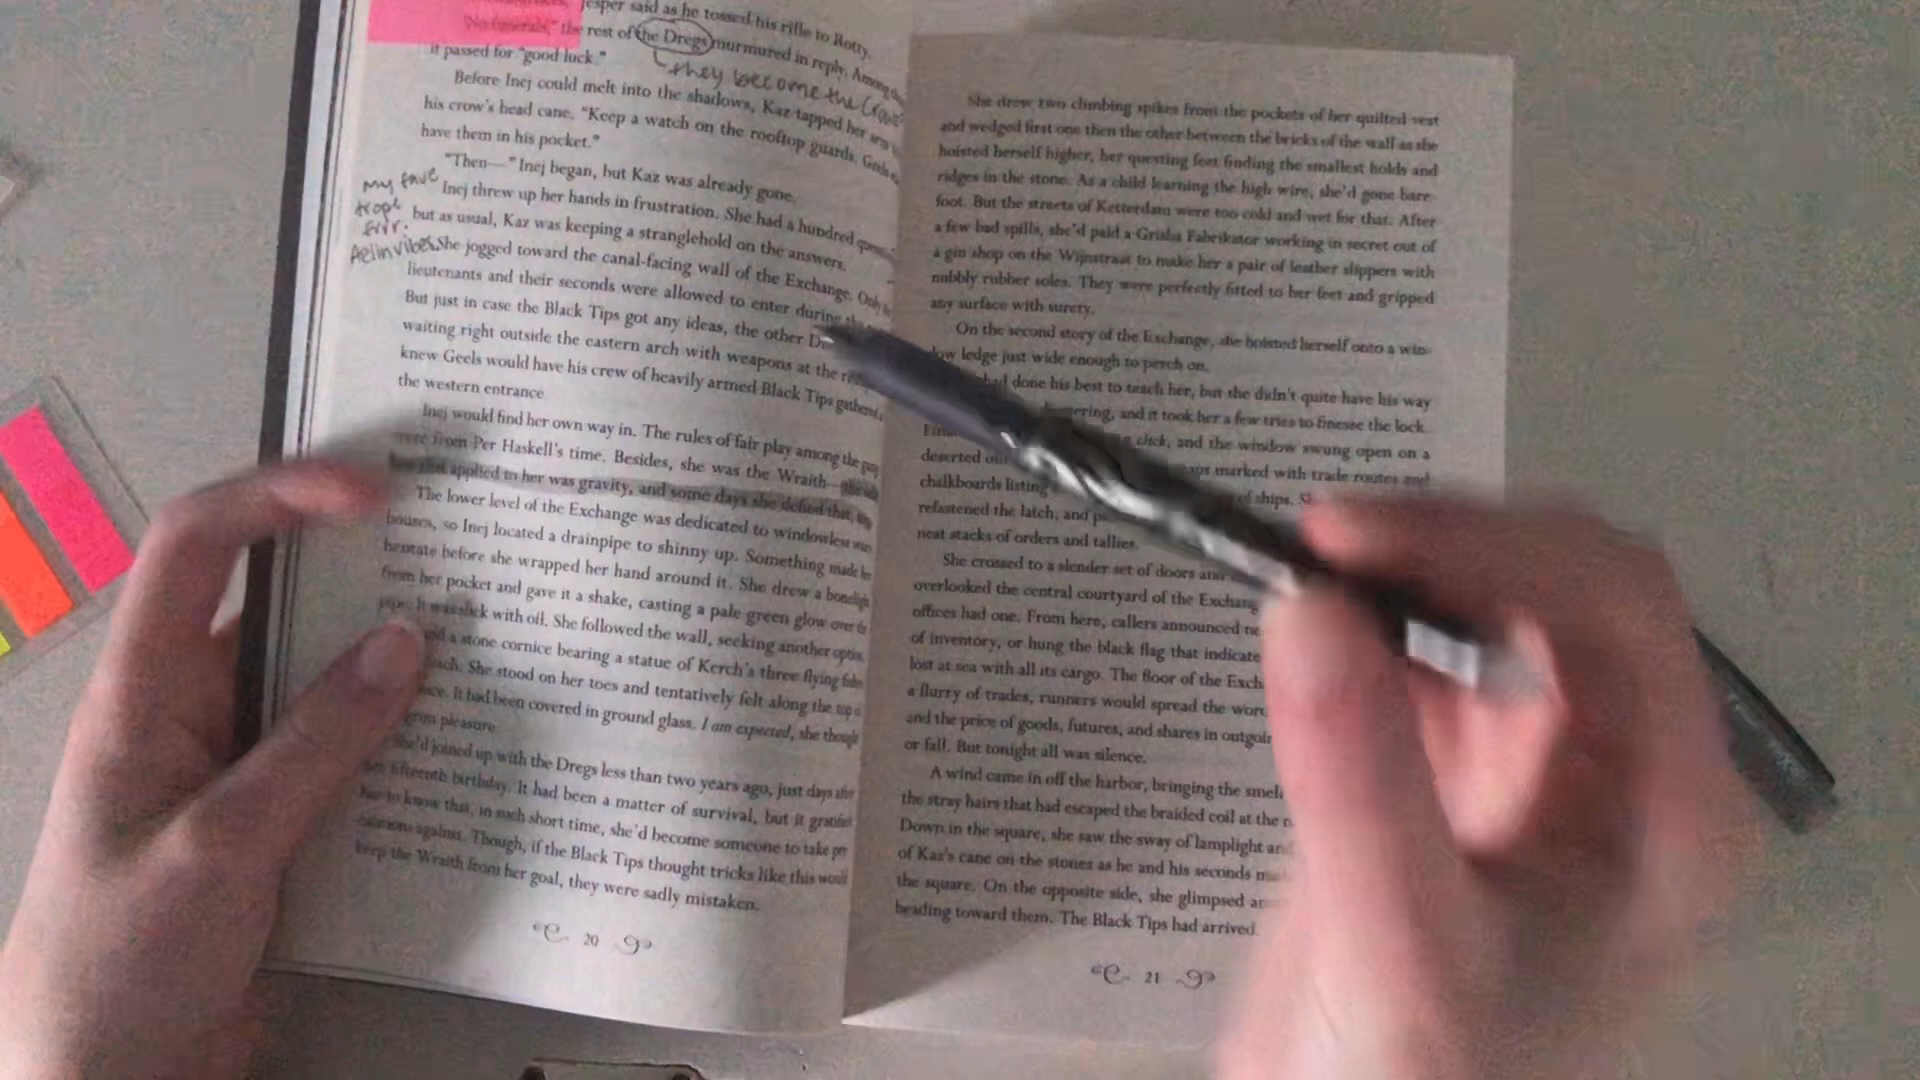 Jesper said as he tossed his rifle to Rotty.
"No funerals," the rest of the Dregs murmured in reply. Among
it passed for "good luck."
they become the
Before Inej could melt into the shadows, Kaz tapped her arm
his crow's head cane. "Keep a watch on the rooftop guards. Geels
have them in his pocket."
"Then—" Inej began, but Kaz was already gone.
my fave
trope
Aelin vibes
Inej threw up her hands in frustration. She had a hundred
but as usual, Kaz was keeping a stranglehold on the answers.
She jogged toward the canal-facing wall of the Exchange. Only
lieutenants and their seconds were allowed to enter during
But just in case the Black Tips got any ideas, the other
waiting right outside the eastern arch with weapons at the
knew Geels would have his crew of heavily armed Black Tips
the western entrance
Inej would find her own way in. The rules of fair play among the
were from Per Haskell's time. Besides, she was the Wraith—the
that applied to her was gravity, and some days she defied that,
The lower level of the Exchange was dedicated to windowless
houses, so Inej located a drainpipe to shinny up. Something made
hesitate before she wrapped her hand around it. She drew a
from her pocket and gave it a shake, casting a pale green glow over
pipe. It was slick with oil. She followed the wall, seeking another
a stone cornice bearing a statue of Kerch's three flying
She stood on her toes and tentatively felt along the top
It had been covered in ground glass. I am expected, she thought
grim pleasure
She'd joined up with the Dregs less than two years ago, just days after
fifteenth birthday. It had been a matter of survival, but it
her to know that, in such short time, she'd become someone to take
against. Though, if the Black Tips thought tricks like this would
keep the Wraith from her goal, they were sadly mistaken.
20
She drew two climbing spikes from the pockets of her quilted vest
and wedged first one then the other between the bricks of the wall as she
hoisted herself higher, her questing feet finding the smallest holds and
ridges in the stone. As a child learning the high wire, she'd gone bare-
foot. But the streets of Ketterdam were too cold and wet for that. After
a few bad spills, she'd paid a Grisha Fabrikator working in secret out of
a gin shop on the Wijnstraat to make her a pair of leather slippers with
nubbly rubber soles. They were perfectly fitted to her feet and gripped
any surface with surety.
On the second story of the Exchange, she hoisted herself onto a win-
dow ledge just wide enough to perch on.
had done his best to teach her, but she didn't quite have his way
and it took her a few tries to finesse the lock
click, and the window swung open on a
deserted marked with trade routes and
chalkboards listing of ships.
refastened the latch, and
neat stacks of orders and tallies.
She crossed to a slender set of doors and
overlooked the central courtyard of the
offices had one. From here, callers announced
of inventory, or hung the black flag that
lost at sea with all its cargo. The floor of the
a flurry of trades, runners would spread the
and the price of goods, futures, and shares in
or fall. But tonight all was silence.
A wind came in off the harbor, bringing the
the stray hairs that had escaped the braided coil at the
Down in the square, she saw the sway of lamplight
of Kaz's cane on the stones as he and his seconds
the square. On the opposite side, she glimpsed
heading toward them. The Black Tips had arrived.
21